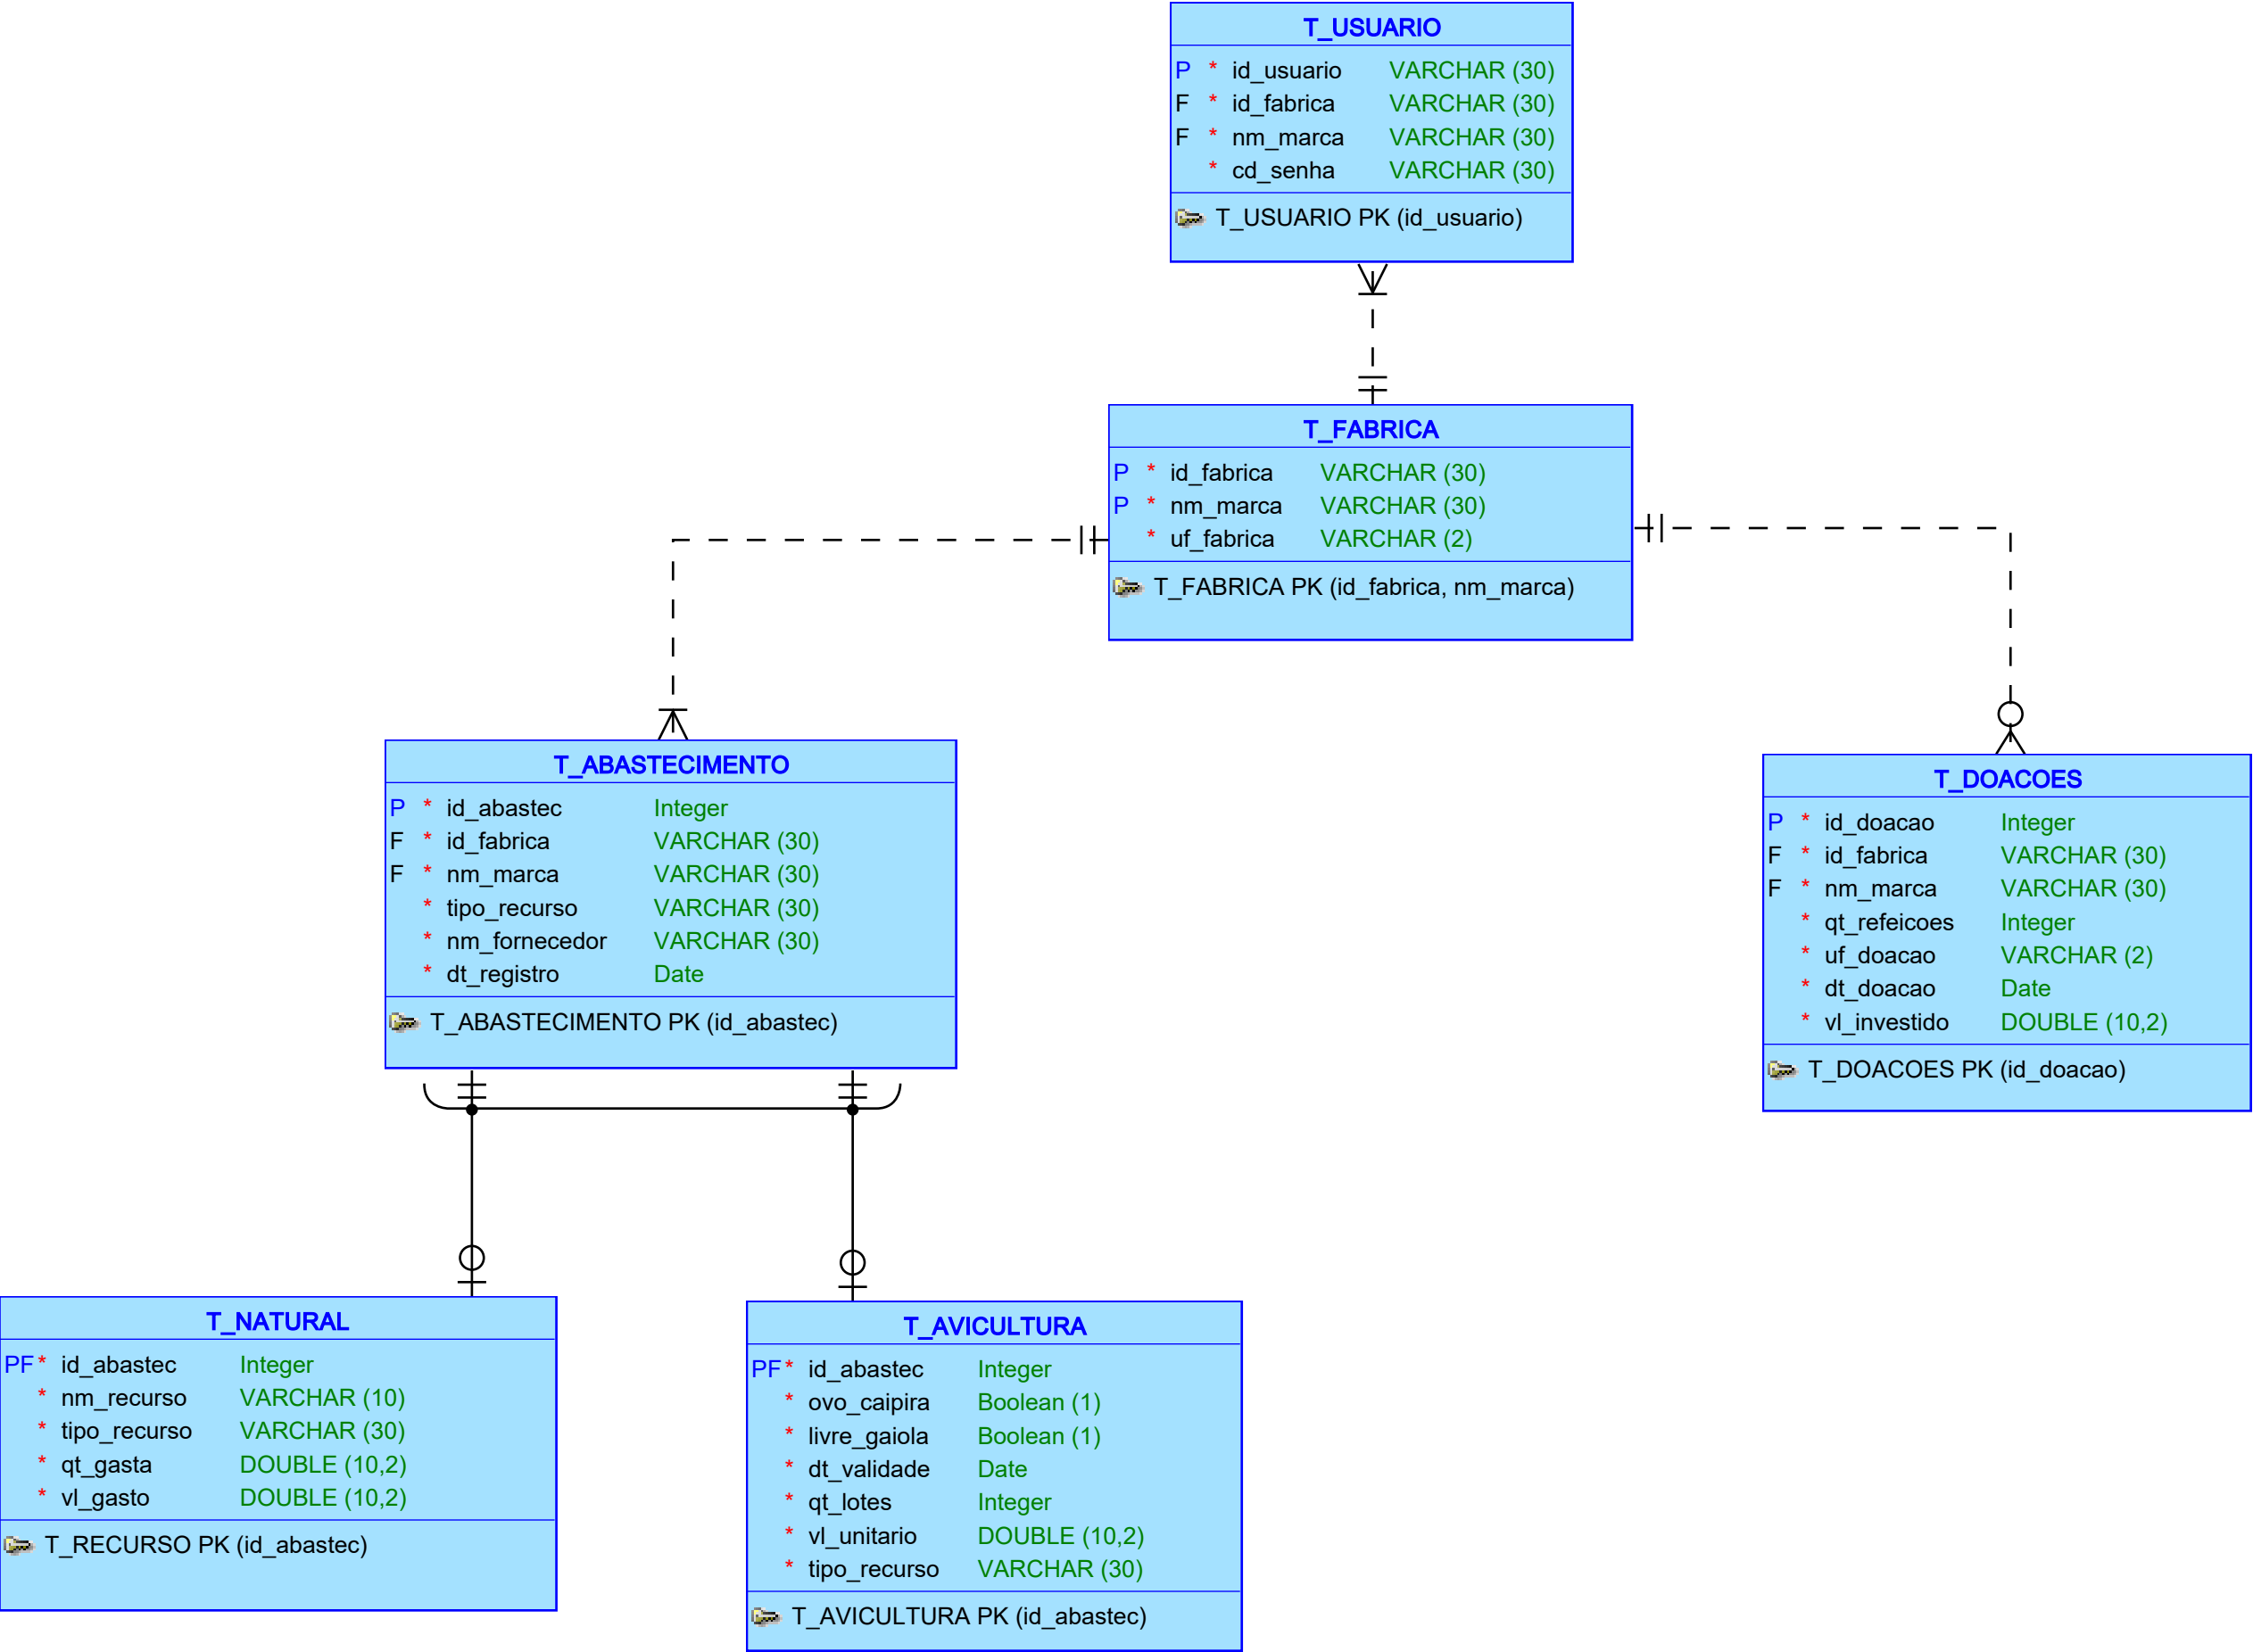 T_USUARIO
P * id_usuario VARCHAR (30)
F * id_fabrica VARCHAR (30)
F * nm_marca VARCHAR (30)
* cd_senha VARCHAR (30)
T_USUARIO PK (id_usuario)
T_FABRICA
P * id_fabrica VARCHAR (30)
P * nm_marca VARCHAR (30)
* uf_fabrica VARCHAR (2)
T_FABRICA PK (id_fabrica, nm_marca)
T_ABASTECIMENTO
P * id_abastec Integer
F * id_fabrica VARCHAR (30)
F * nm_marca VARCHAR (30)
* tipo_recurso VARCHAR (30)
* nm_fornecedor VARCHAR (30)
* dt_registro Date
T_ABASTECIMENTO PK (id_abastec)
T_DOACOES
P * id_doacao Integer
F * id_fabrica VARCHAR (30)
F * nm_marca VARCHAR (30)
* qt_refeicoes Integer
* uf_doacao VARCHAR (2)
* dt_doacao Date
* vl_investido DOUBLE (10,2)
T_DOACOES PK (id_doacao)
T_NATURAL
PF * id_abastec Integer
* nm_recurso VARCHAR (10)
* tipo_recurso VARCHAR (30)
* qt_gasta DOUBLE (10,2)
* vl_gasto DOUBLE (10,2)
T_RECURSO PK (id_abastec)
T_AVICULTURA
PF * id_abastec Integer
* ovo_caipira Boolean (1)
* livre_gaiola Boolean (1)
* dt_validade Date
* qt_lotes Integer
* vl_unitario DOUBLE (10,2)
* tipo_recurso VARCHAR (30)
T_AVICULTURA PK (id_abastec)